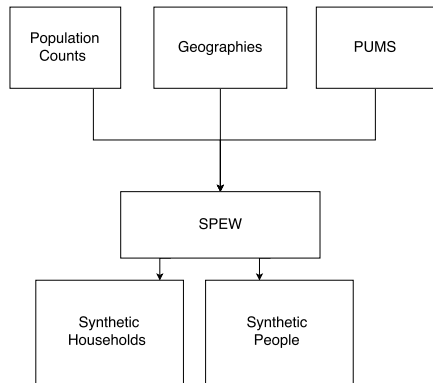 Population
Counts
Geographies
PUMS
SPEW
Synthetic
Households
Synthetic
People